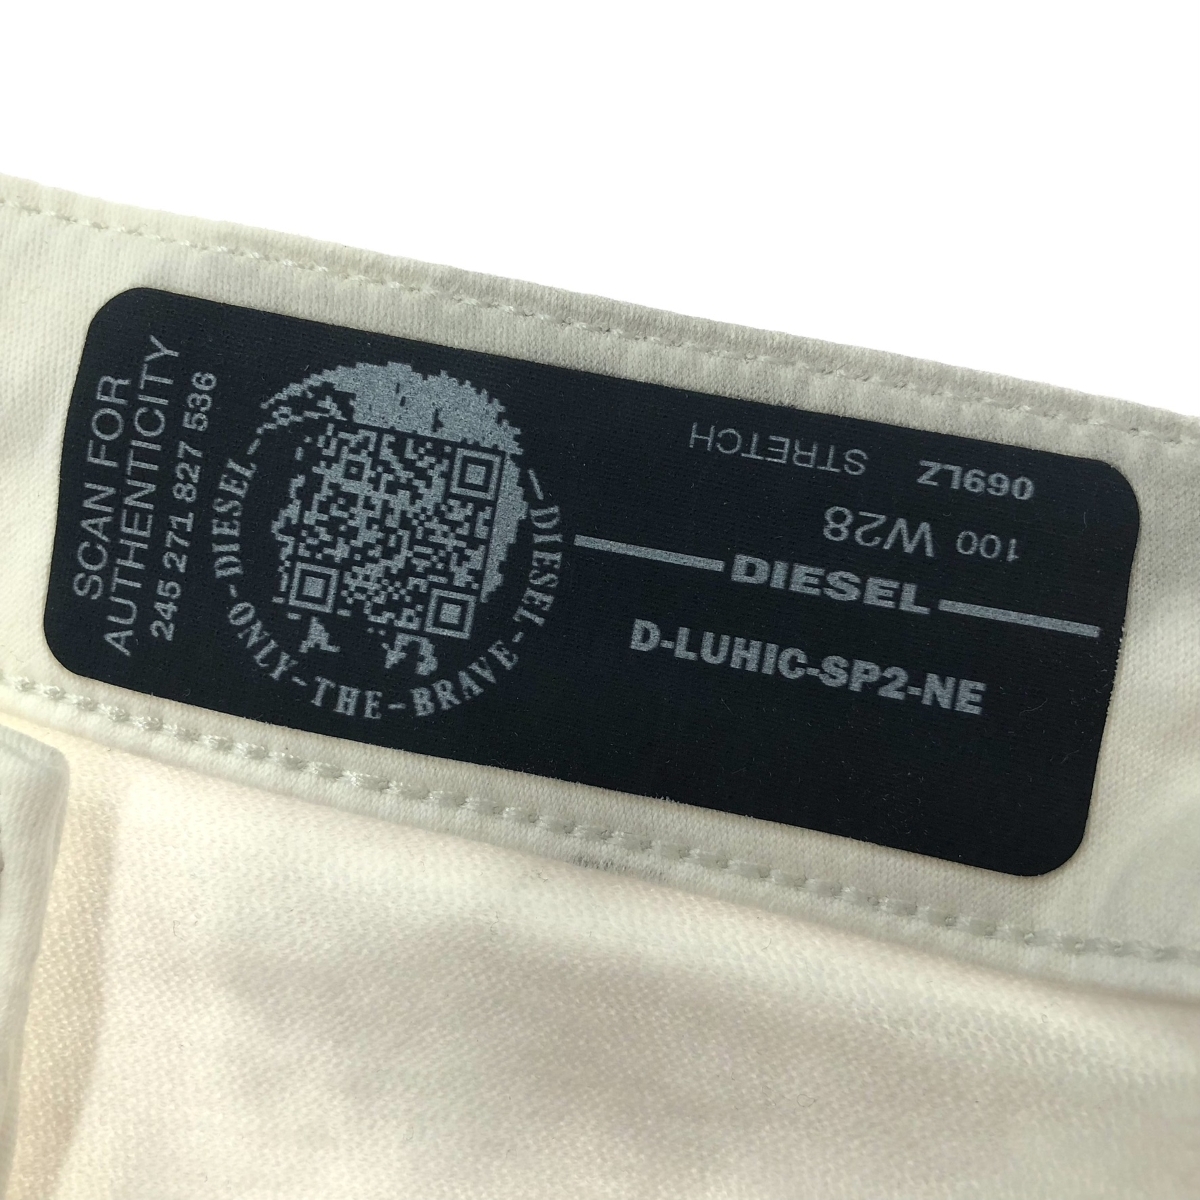 SCAN FOR
AUTHENTICITY
245 271 827 536
DIESEL-ONLY-THE-BRAVE-DIESEL
069LZ STRETCH
100 W28
DIESEL
D-LUHIC-SP2-NE